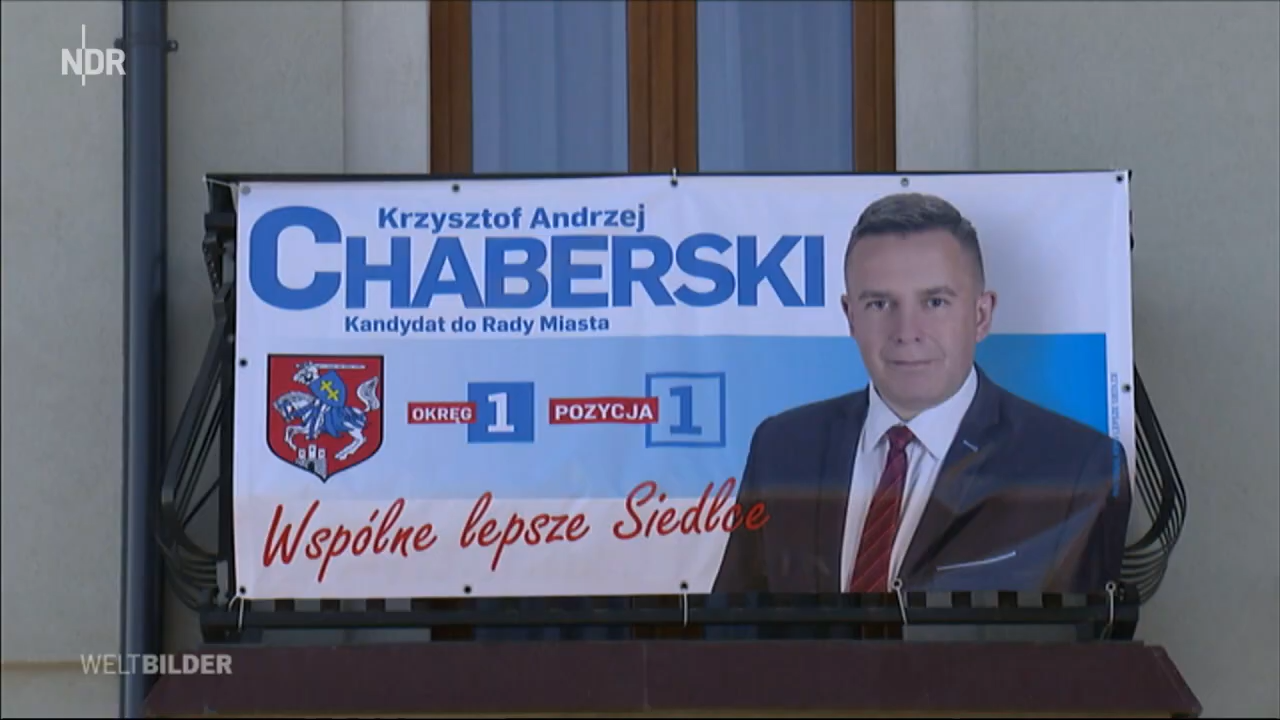 NDR
Krzysztof Andrzej
CHABERSKI
Kandydat do Rady Miasta
OKRĘG 1 POZYCJA 1
Wspólne lepsze Siedlce
WELTBILDER